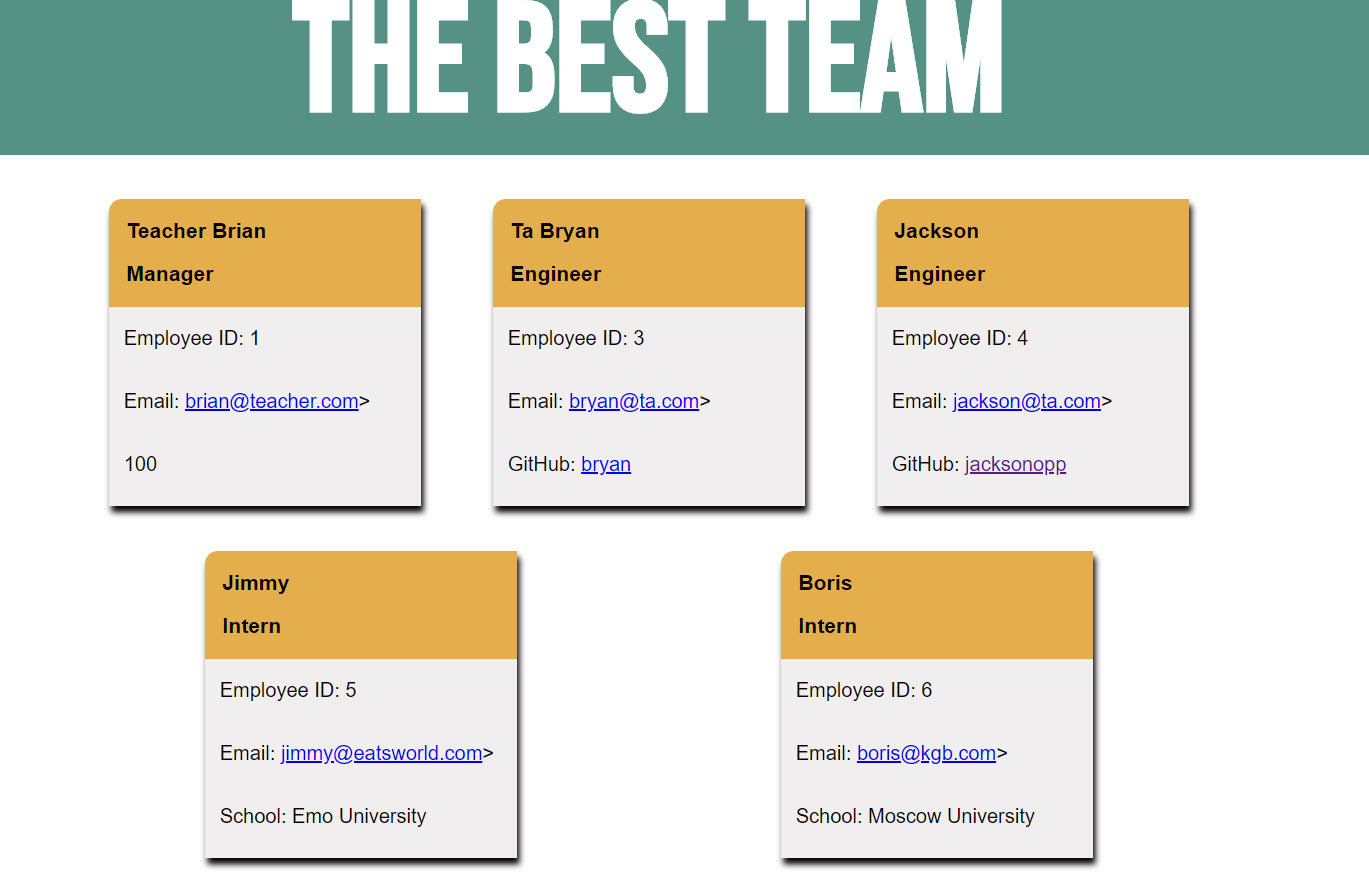 THE BEST TEAM
Teacher Brian
Manager
Employee ID: 1
Email: brian@teacher.com>
100
Ta Bryan
Engineer
Employee ID: 3
Email: bryan@ta.com>
GitHub: bryan
Jackson
Engineer
Employee ID: 4
Email: jackson@ta.com>
GitHub: jacksonopp
Jimmy
Intern
Employee ID: 5
Email: jimmy@eatsworld.com>
School: Emo University
Boris
Intern
Employee ID: 6
Email: boris@kgb.com>
School: Moscow University